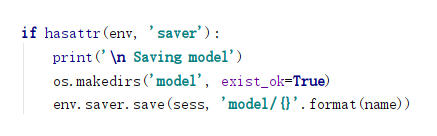 if hasattr(env, 'saver'):
    print('\n Saving model')
    os.makedirs('model', exist_ok=True)
    env.saver.save(sess, 'model/{}'.format(name))